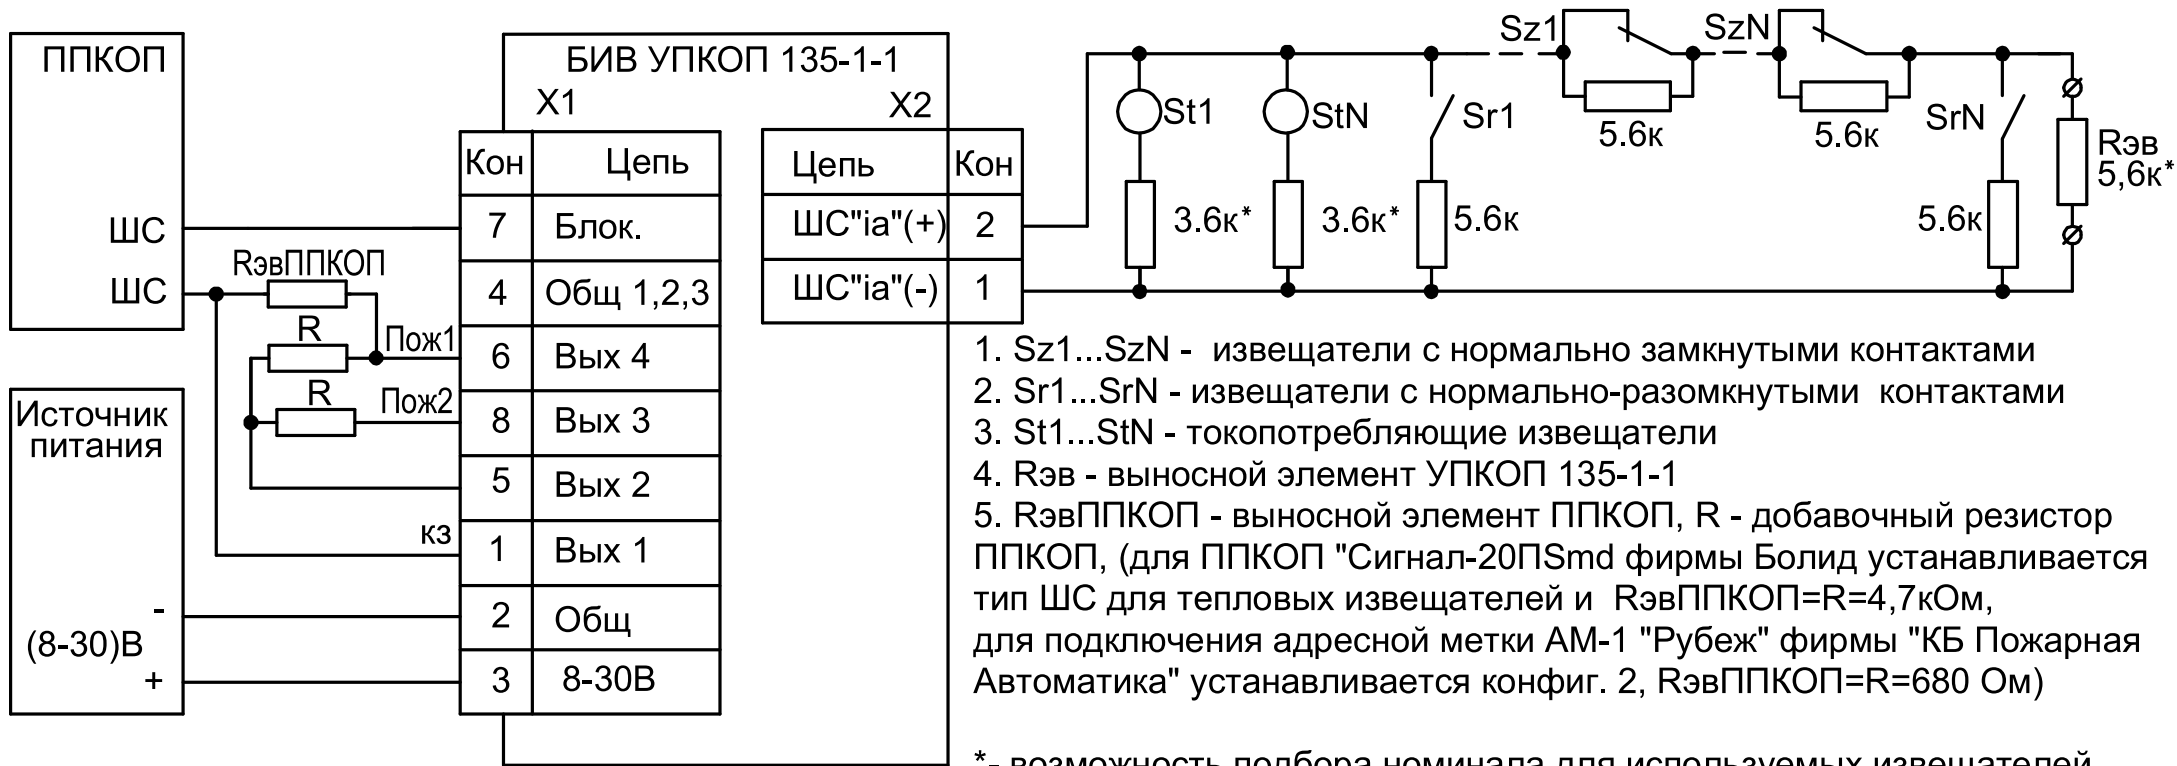 ППКОП
ШС
ШС
RэвППКОП
R
R
Пож1
Пож2
кз
Источник
питания
-
(8-30)В
+
БИВ УПКОП 135-1-1
X1
X2
Кон Цепь
7 Блок.
4 Общ 1,2,3
6 Вых 4
8 Вых 3
5 Вых 2
1 Вых 1
2 Общ
3 8-30В
Цепь Кон
ШС"ia"(+) 2
ШС"ia"(-) 1
St1
3.6к*
StN
3.6к*
Sr1
5.6к
Sz1
5.6к
SzN
5.6к
SrN
5.6к
Rэв
5,6к*
1. Sz1...SzN - извещатели с нормально замкнутыми контактами
2. Sr1...SrN - извещатели с нормально-разомкнутыми контактами
3. St1...StN - токопотребляющие извещатели
4. Rэв - выносной элемент УПКОП 135-1-1
5. RэвППКОП - выносной элемент ППКОП, R - добавочный резистор
ППКОП, (для ППКОП "Сигнал-20ПSmd фирмы Болид устанавливается
тип ШС для тепловых извещателей и RэвППКОП=R=4,7кОм,
для подключения адресной метки АМ-1 "Рубеж" фирмы "КБ Пожарная
Автоматика" устанавливается конфиг. 2, RэвППКОП=R=680 Ом)
*- возможность подбора номинала для используемых извещателей